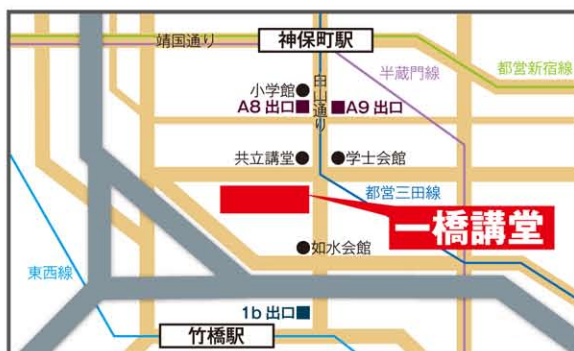 靖国通り
神保町駅
都営新宿線
半蔵門線
小学館
A8 出口
白山通り
A9 出口
共立講堂
学士会館
都営三田線
一橋講堂
如水会館
東西線
1b 出口
竹橋駅